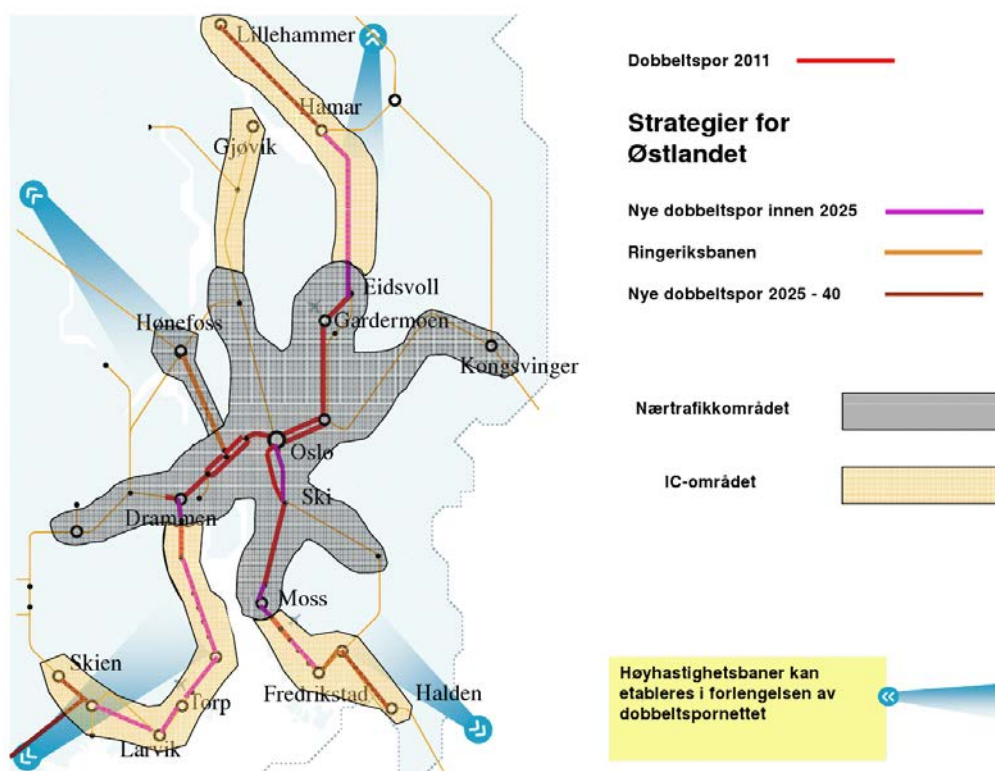 Lillehammer
Hamar
Gjøvik
Eidsvoll
Gardermoen
Hønefoss
Kongsvinger
Oslo
Ski
Drammen
Moss
Skien
Fredrikstad
Halden
Torp
Larvik
Dobbeltspor 2011
Strategier for
Østlandet
Nye dobbeltspor innen 2025
Ringeriksbanen
Nye dobbeltspor 2025 - 40
Nærtrafikkområdet
IC-området
Høyhastighetsbaner kan
etableres i forlengelsen av
dobbeltspornettet